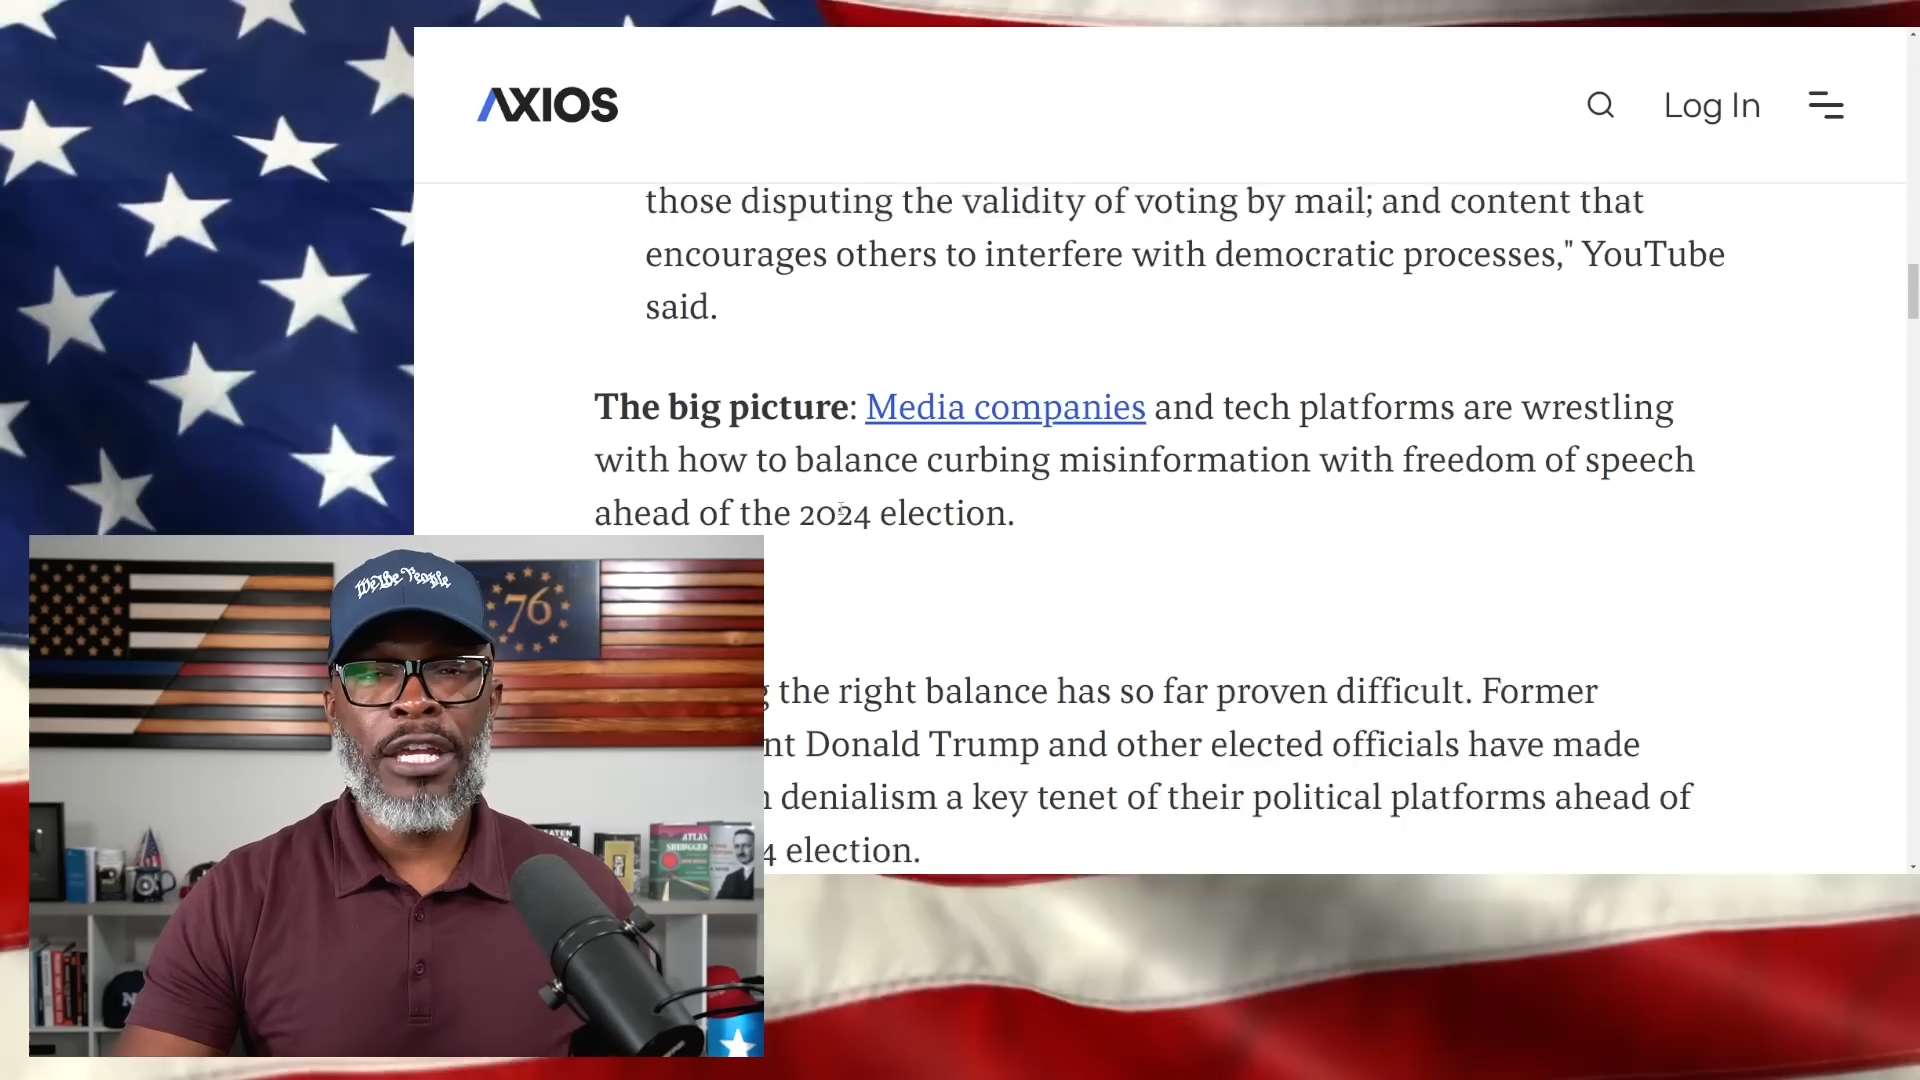 AXIOS
Log In
those disputing the validity of voting by mail; and content that
encourages others to interfere with democratic processes," YouTube
said.
The big picture: Media companies and tech platforms are wrestling
with how to balance curbing misinformation with freedom of speech
ahead of the 2024 election.
the right balance has so far proven difficult. Former
nt Donald Trump and other elected officials have made
denialism a key tenet of their political platforms ahead of
4 election.
We the People
76
ATLAS
SHRUGGED